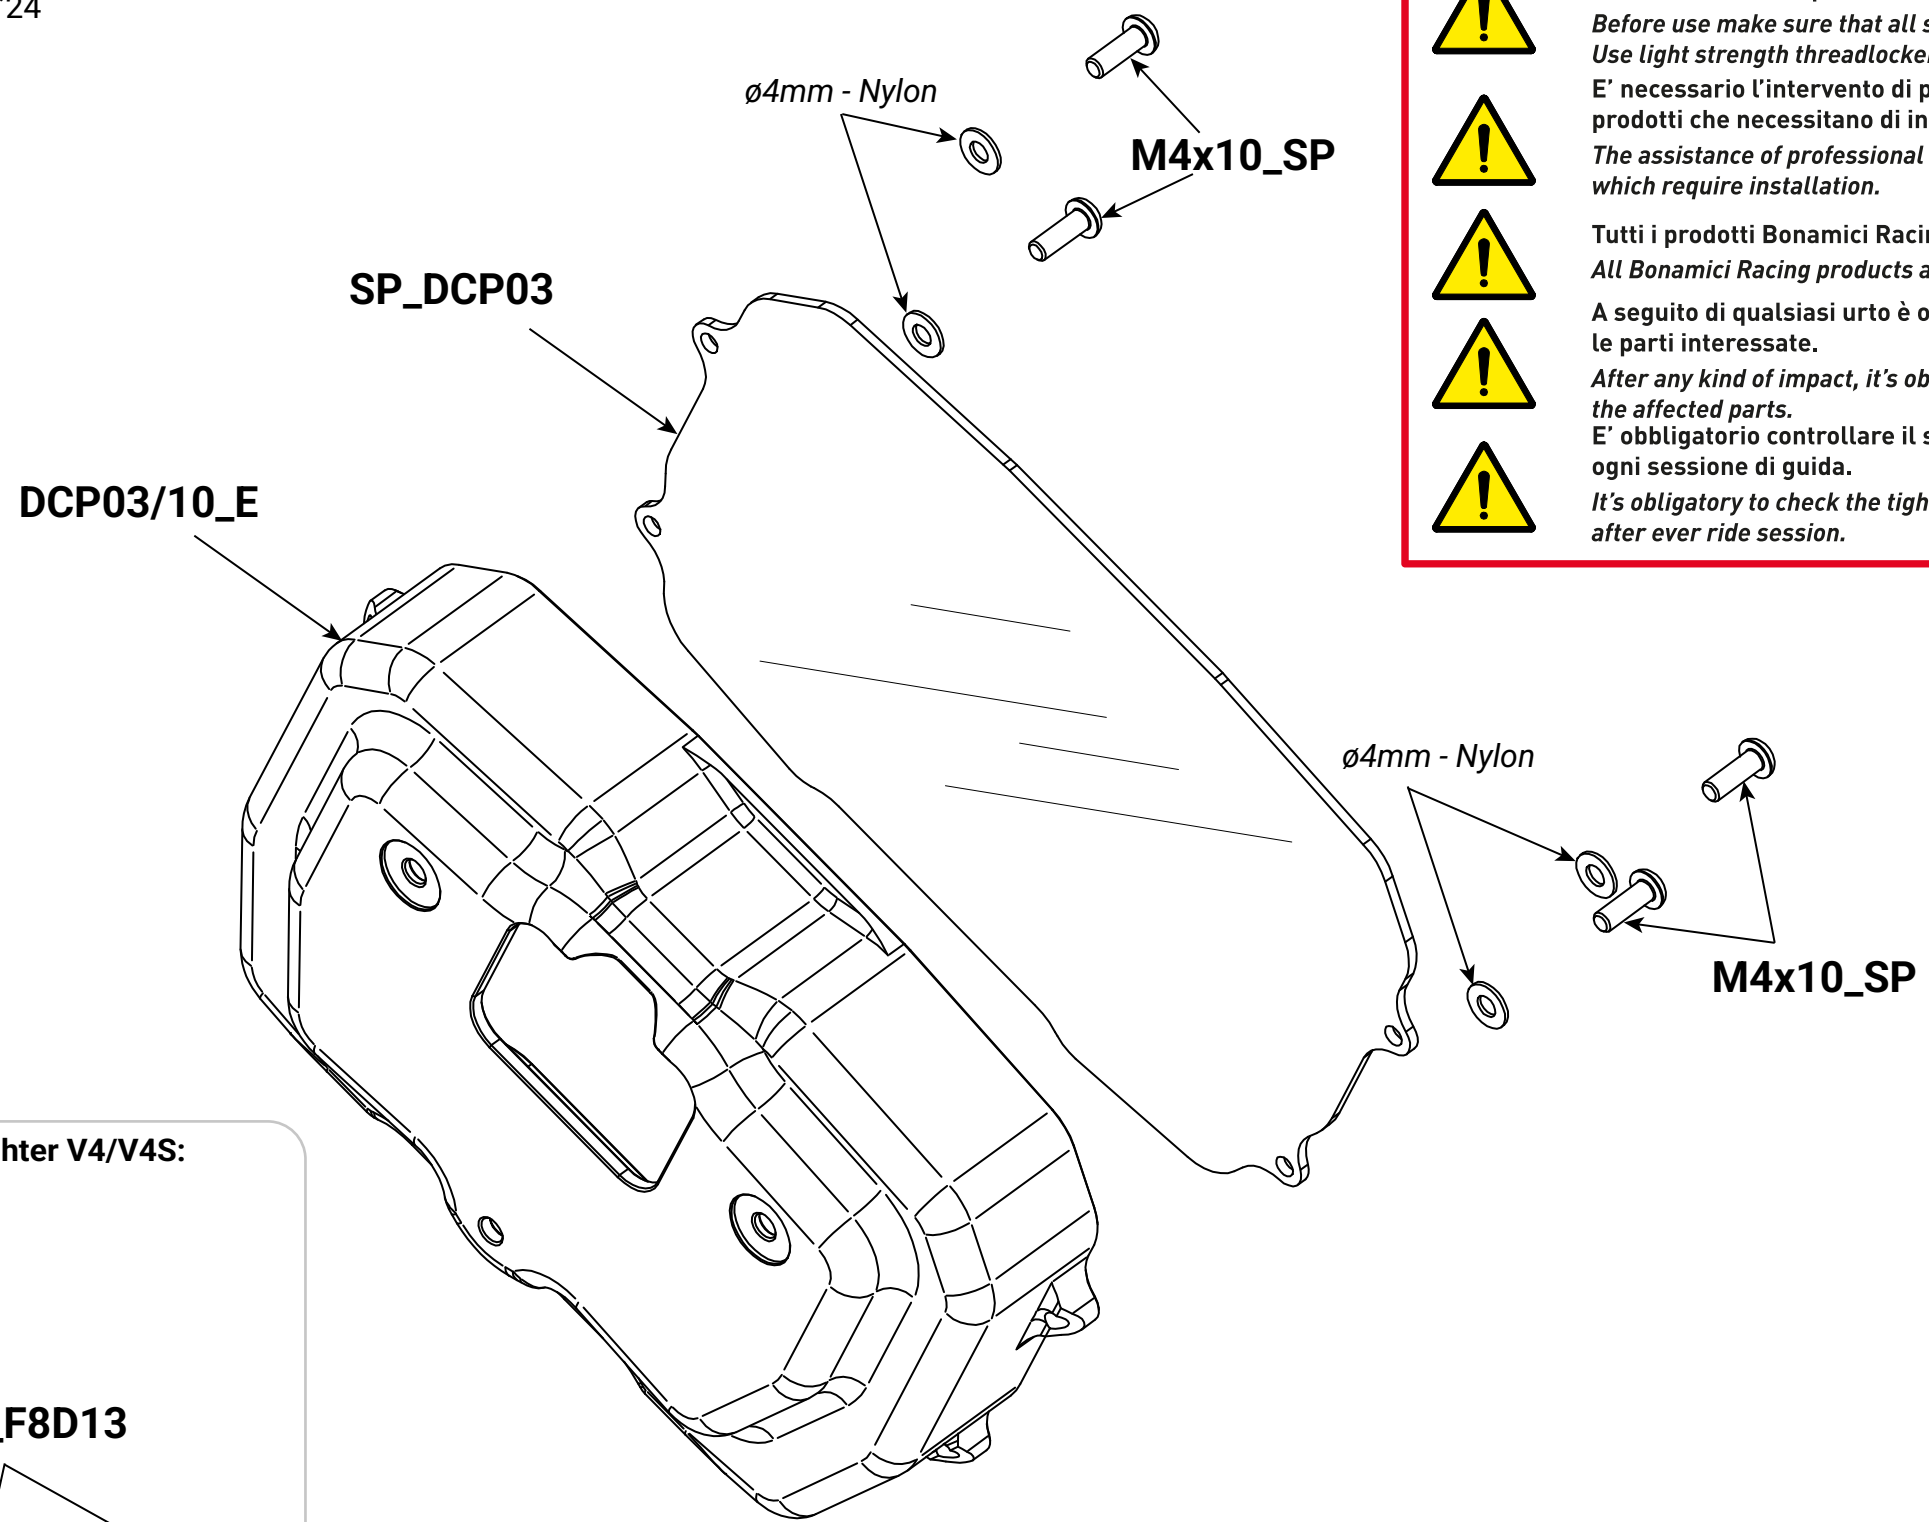 24
ø4mm - Nylon
M4x10_SP
SP_DCP03
DCP03/10_E
ø4mm - Nylon
M4x10_SP
hter V4/V4S:
_F8D13
Before use make sure that all s
Use light strength threadlocke
E' necessario l'intervento di p
prodotti che necessitano di in
The assistance of professional
which require installation.
Tutti i prodotti Bonamici Racin
All Bonamici Racing products a
A seguito di qualsiasi urto è o
le parti interessate.
After any kind of impact, it's ob
the affected parts.
E' obbligatorio controllare il s
ogni sessione di guida.
It's obligatory to check the tigh
after ever ride session.